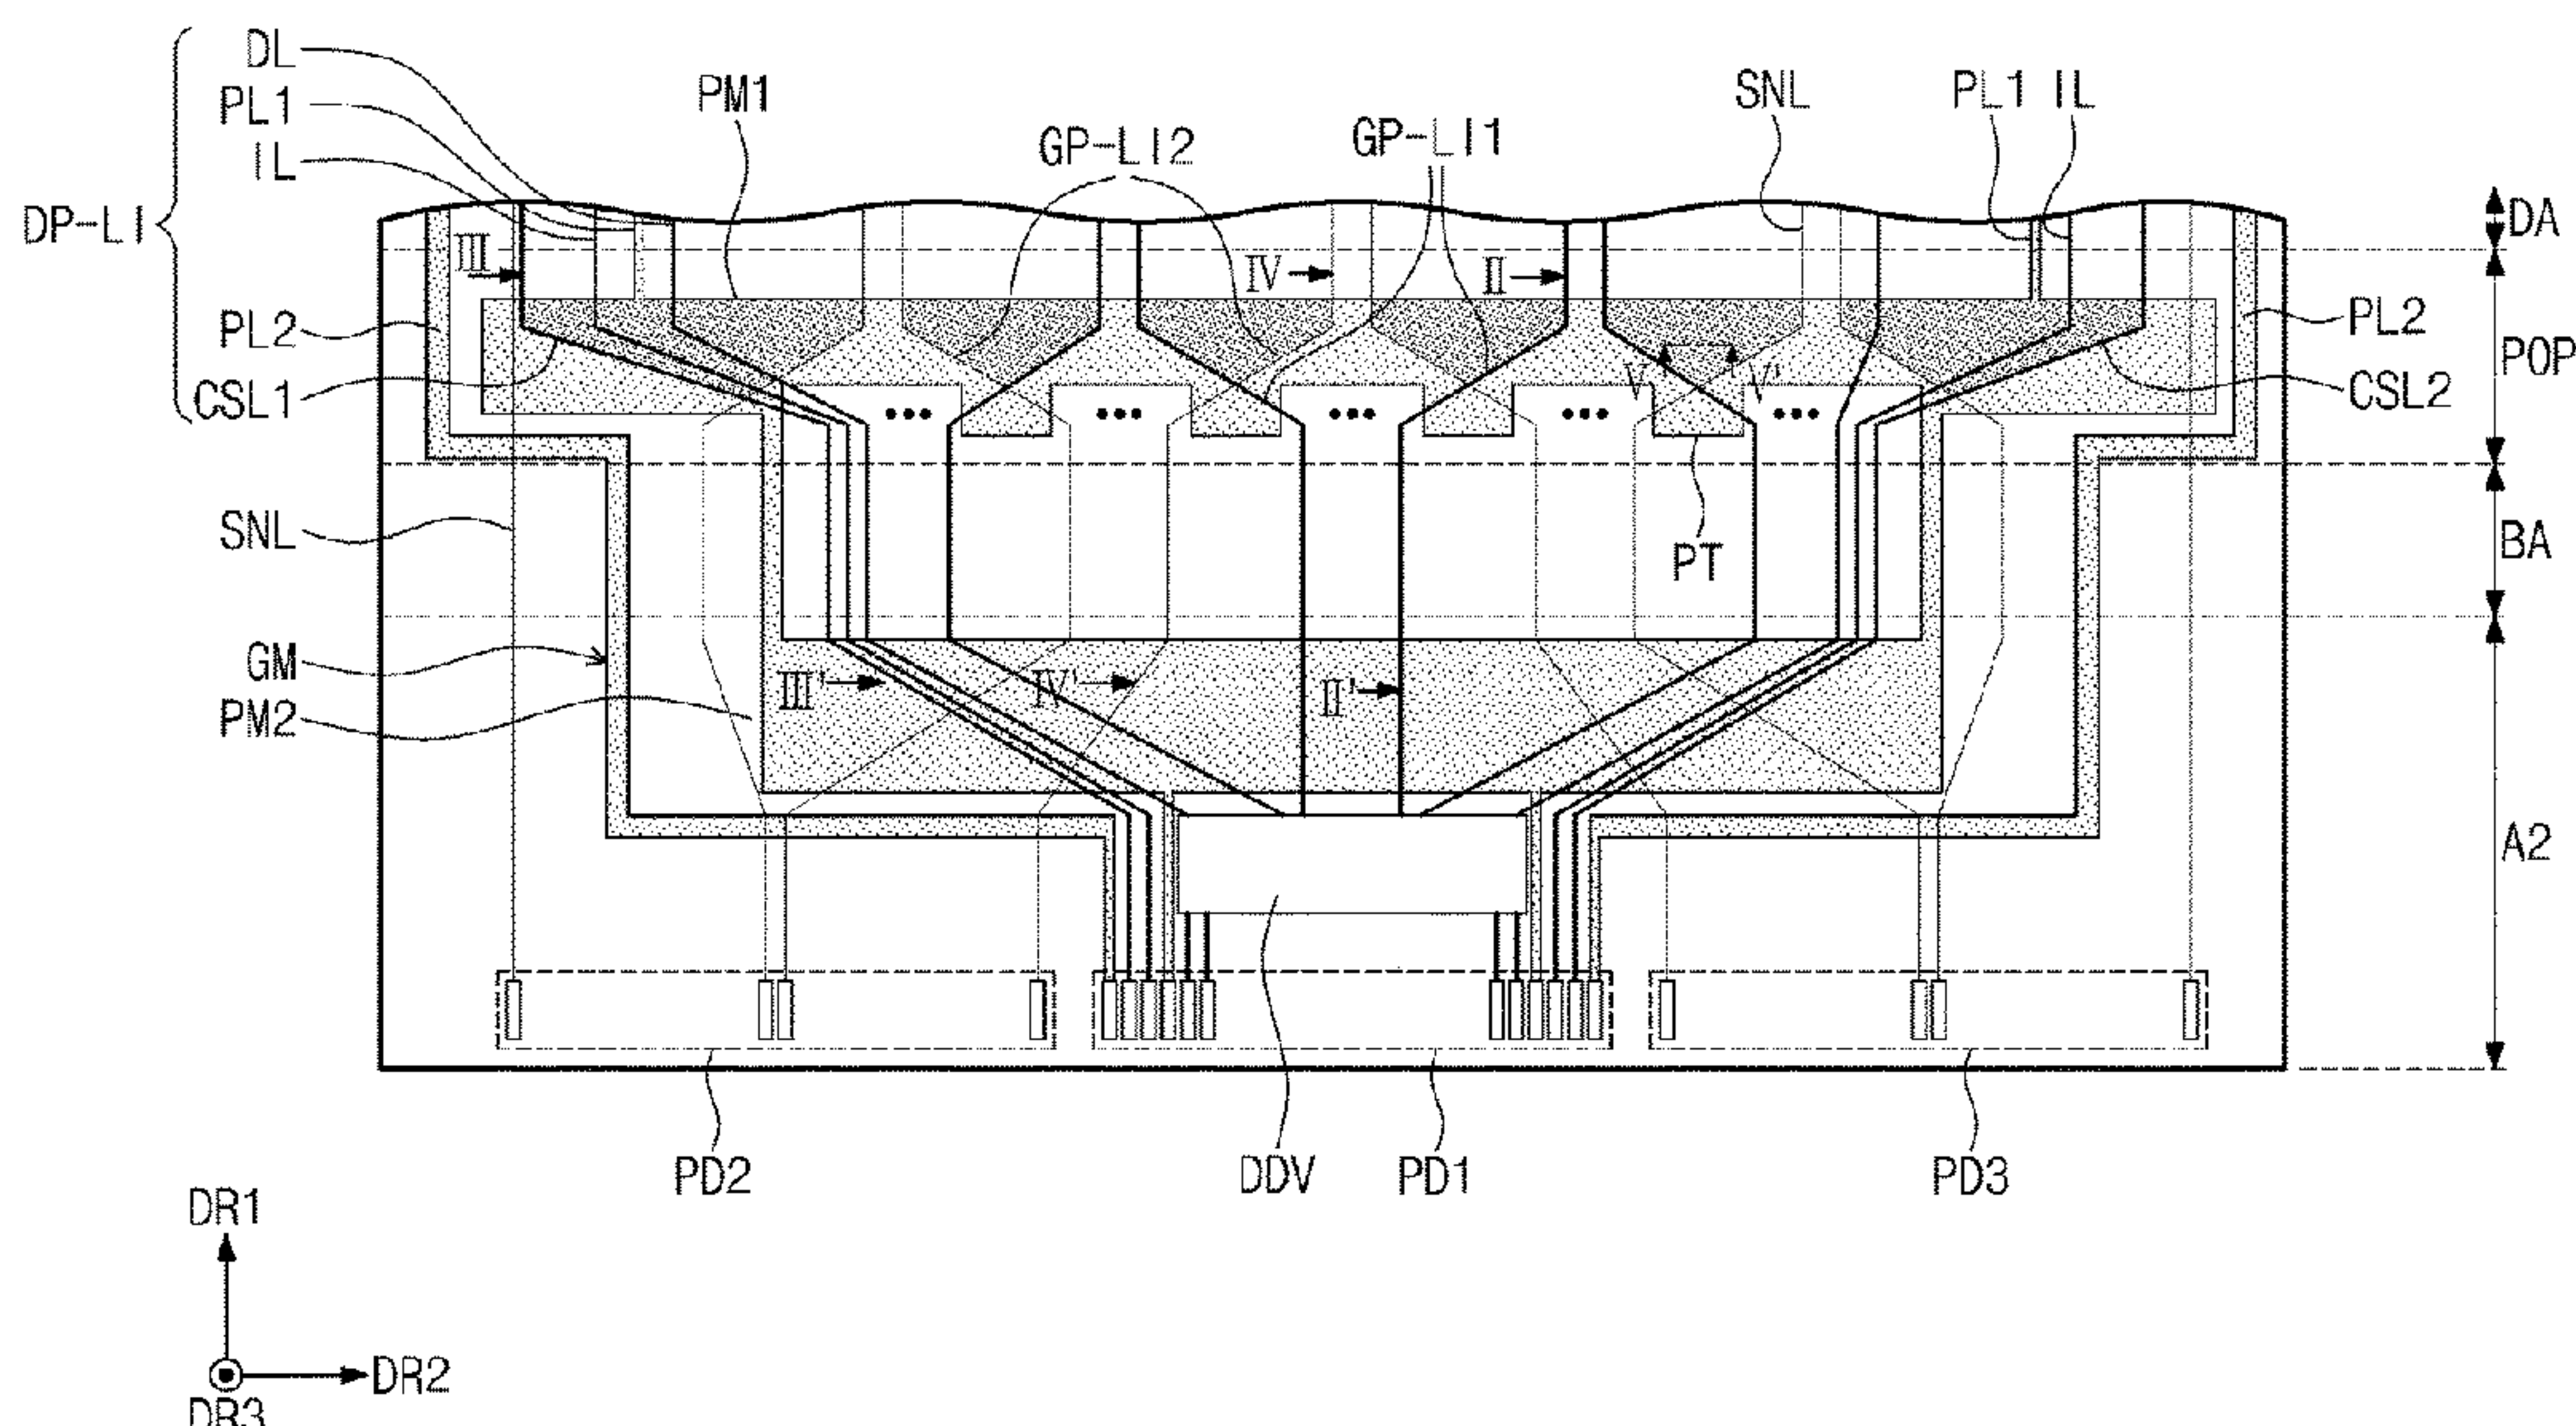 DL
PL1
IL
DP-LI
PM1
GP-LI2
GP-LI1
SNL
PL1 IL
DA
III
IV
II
PL2
PL2
POP
CSL1
V
V'
CSL2
SNL
PT
BA
GM
III'
IV'
II'
PM2
A2
PD2
DDV
PD1
PD3
DR1
DR2
DR3